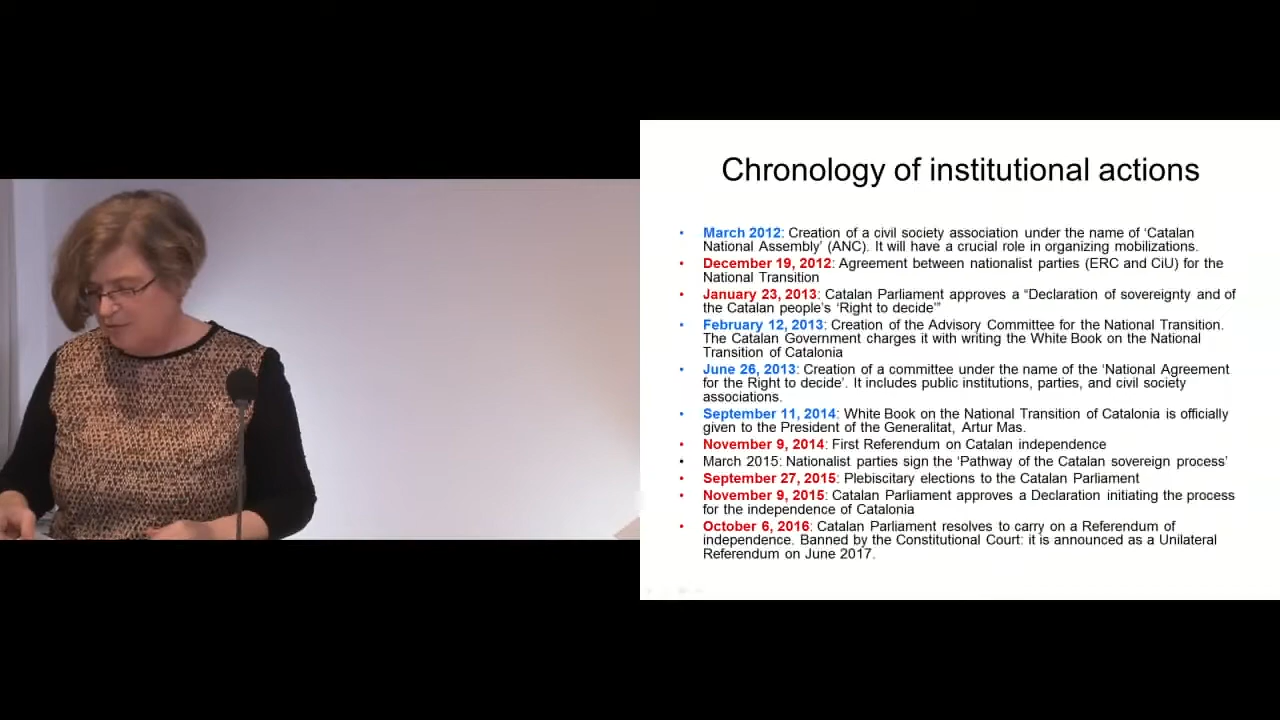 Chronology of institutional actions
• March 2012: Creation of a civil society association under the name of ‘Catalan
National Assembly’ (ANC). It will have a crucial role in organizing mobilizations.
• December 19, 2012: Agreement between nationalist parties (ERC and CiU) for the
National Transition
• January 23, 2013: Catalan Parliament approves a “Declaration of sovereignty and of
the Catalan people’s ‘Right to decide’”
• February 12, 2013: Creation of the Advisory Committee for the National Transition.
The Catalan Government charges it with writing the White Book on the National
Transition of Catalonia
• June 26, 2013: Creation of a committee under the name of the ‘National Agreement
for the Right to decide’. It includes public institutions, parties, and civil society
associations.
• September 11, 2014: White Book on the National Transition of Catalonia is officially
given to the President of the Generalitat, Artur Mas.
• November 9, 2014: First Referendum on Catalan independence
• March 2015: Nationalist parties sign the ‘Pathway of the Catalan sovereign process’
• September 27, 2015: Plebiscitary elections to the Catalan Parliament
• November 9, 2015: Catalan Parliament approves a Declaration initiating the process
for the independence of Catalonia
• October 6, 2016: Catalan Parliament resolves to carry on a Referendum of
independence. Banned by the Constitutional Court: it is announced as a Unilateral
Referendum on June 2017.